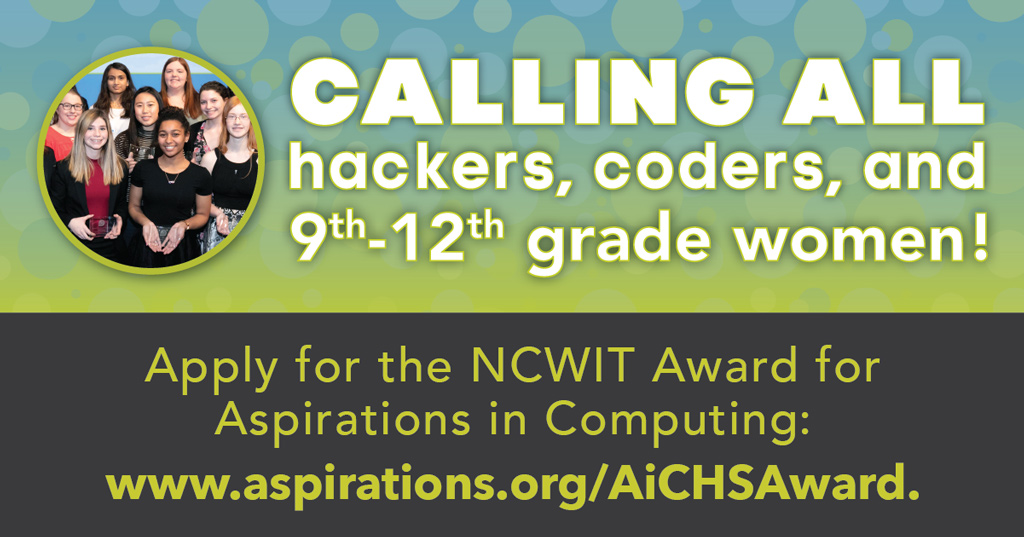 CALLING ALL
hackers, coders, and
9th-12th grade women!
Apply for the NCWIT Award for
Aspirations in Computing:
www.aspirations.org/AiCHSAward.